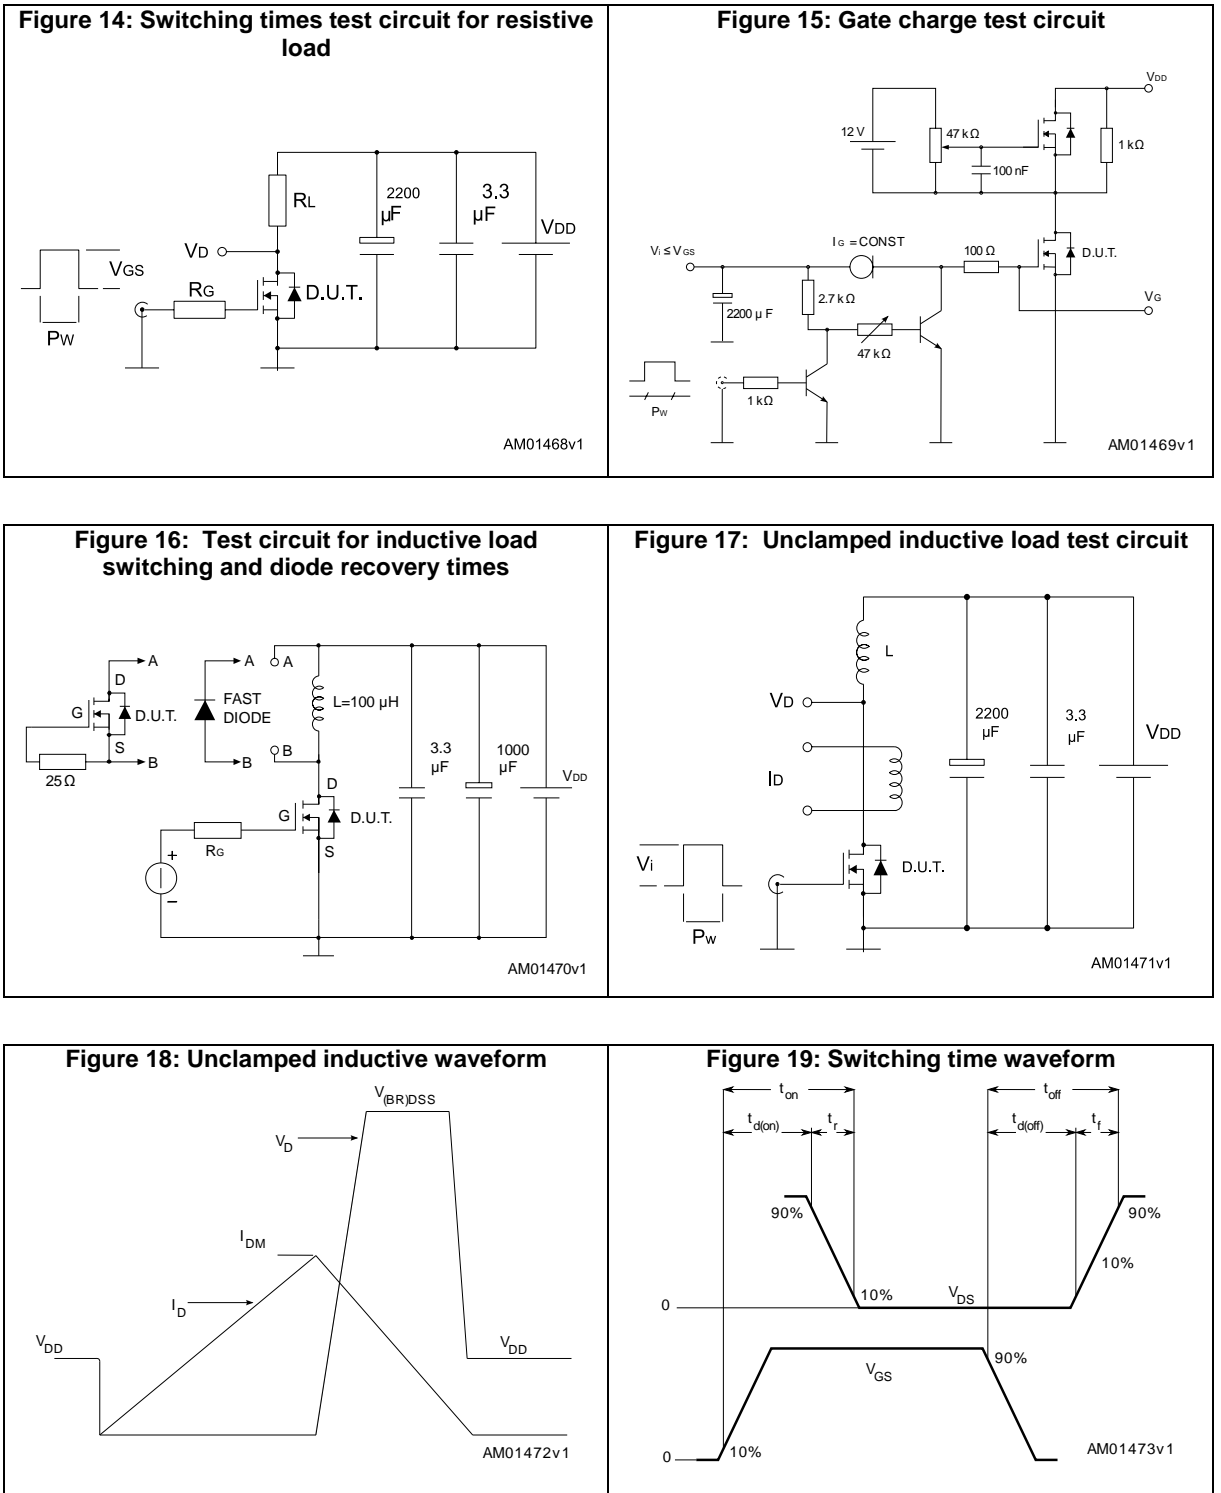 Figure 14: Switching times test circuit for resistive
load
RL
2200
µF
3.3
µF
VDD
VD
VGS
RG
D.U.T.
PW
AM01468v1
Figure 15: Gate charge test circuit
VDD
12 V
47 kΩ
1 kΩ
100 nF
Vi ≤ VGS
IG = CONST
100 Ω
D.U.T.
2.7 kΩ
2200 µF
VG
47 kΩ
1 kΩ
PW
AM01469v1
Figure 16: Test circuit for inductive load
switching and diode recovery times
A
A
A
D
G
D.U.T.
FAST
DIODE
L=100 µH
S
B
B
B
25 Ω
3.3
µF
1000
µF
VDD
D
G
D.U.T.
RG
S
+
–
AM01470v1
Figure 17: Unclamped inductive load test circuit
L
VD
2200
µF
3.3
µF
VDD
ID
Vi
D.U.T.
Pw
AM01471v1
Figure 18: Unclamped inductive waveform
V(BR)DSS
VD
IDM
ID
VDD
VDD
AM01472v1
Figure 19: Switching time waveform
ton
toff
td(on)
tr
td(off)
tf
90%
90%
10%
10%
0
VDS
90%
VGS
0
10%
AM01473v1